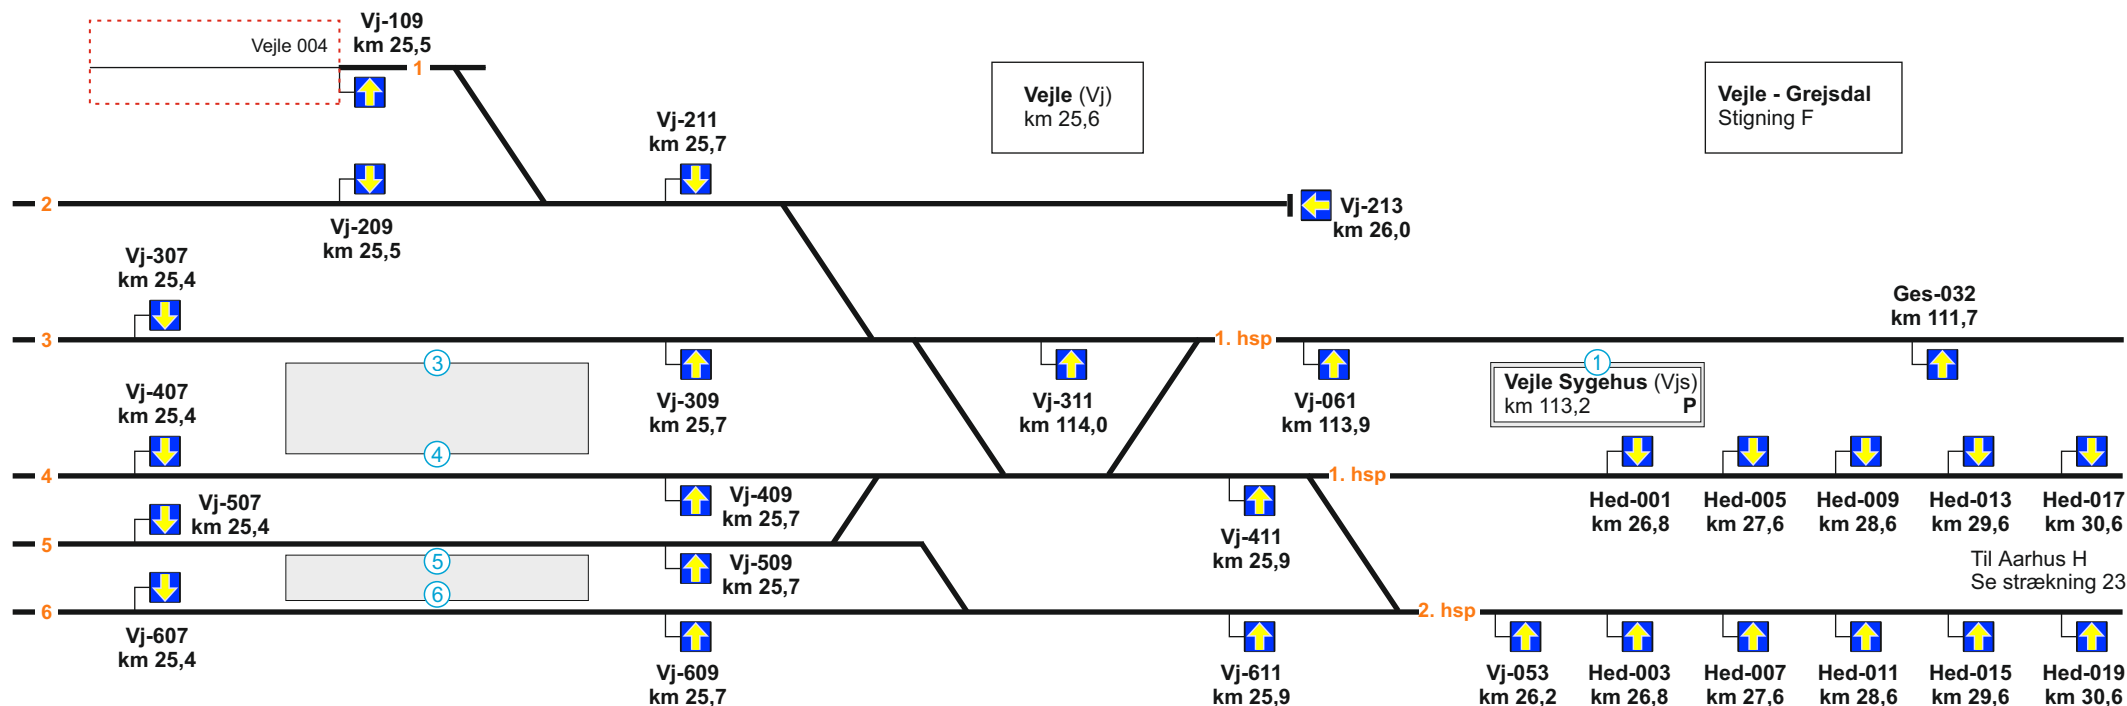 Vj-109
km 25,5
Vejle 004
1
Vejle (Vj)
km 25,6
Vejle - Grejsdal
Stigning F
Vj-211
km 25,7
2
Vj-209
km 25,5
Vj-213
km 26,0
Vj-307
km 25,4
Ges-032
km 111,7
3
1. hsp
3
Vj-309
km 25,7
Vj-311
km 114,0
Vj-061
km 113,9
1
Vejle Sygehus (Vjs)
km 113,2 P
Vj-407
km 25,4
4
4
1. hsp
Vj-409
km 25,7
Vj-411
km 25,9
Hed-001
km 26,8
Hed-005
km 27,6
Hed-009
km 28,6
Hed-013
km 29,6
Hed-017
km 30,6
Vj-507
km 25,4
5
5
Vj-509
km 25,7
Til Aarhus H
Se strækning 23
6
6
2. hsp
Vj-607
km 25,4
Vj-609
km 25,7
Vj-611
km 25,9
Vj-053
km 26,2
Hed-003
km 26,8
Hed-007
km 27,6
Hed-011
km 28,6
Hed-015
km 29,6
Hed-019
km 30,6